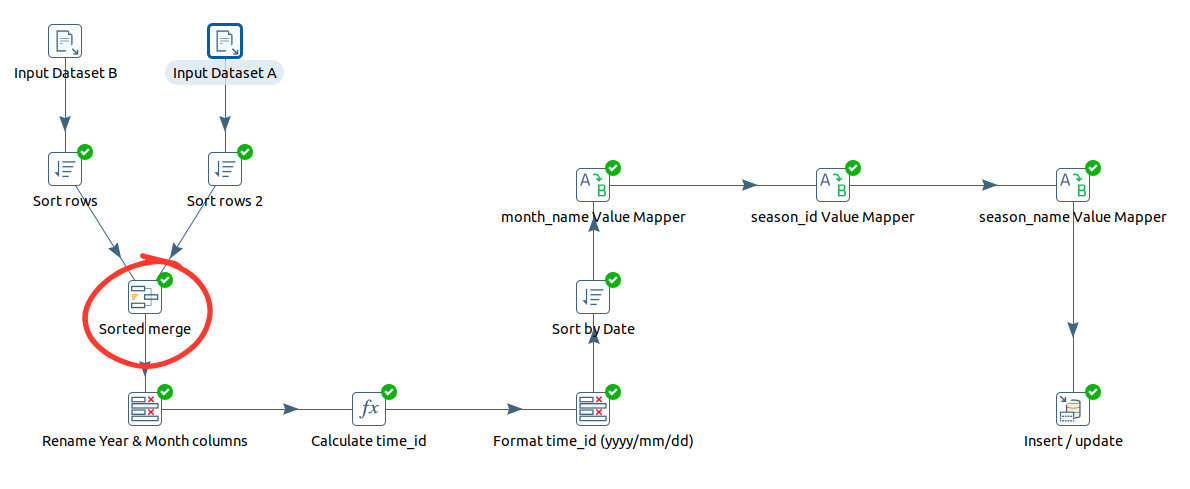 Input Dataset B
Input Dataset A
Sort rows
Sort rows 2
A
B
month_name Value Mapper
A
B
season_id Value Mapper
A
B
season_name Value Mapper
Sorted merge
Sort by Date
Rename Year & Month columns
fx
Calculate time_id
Format time_id (yyyy/mm/dd)
Insert / update